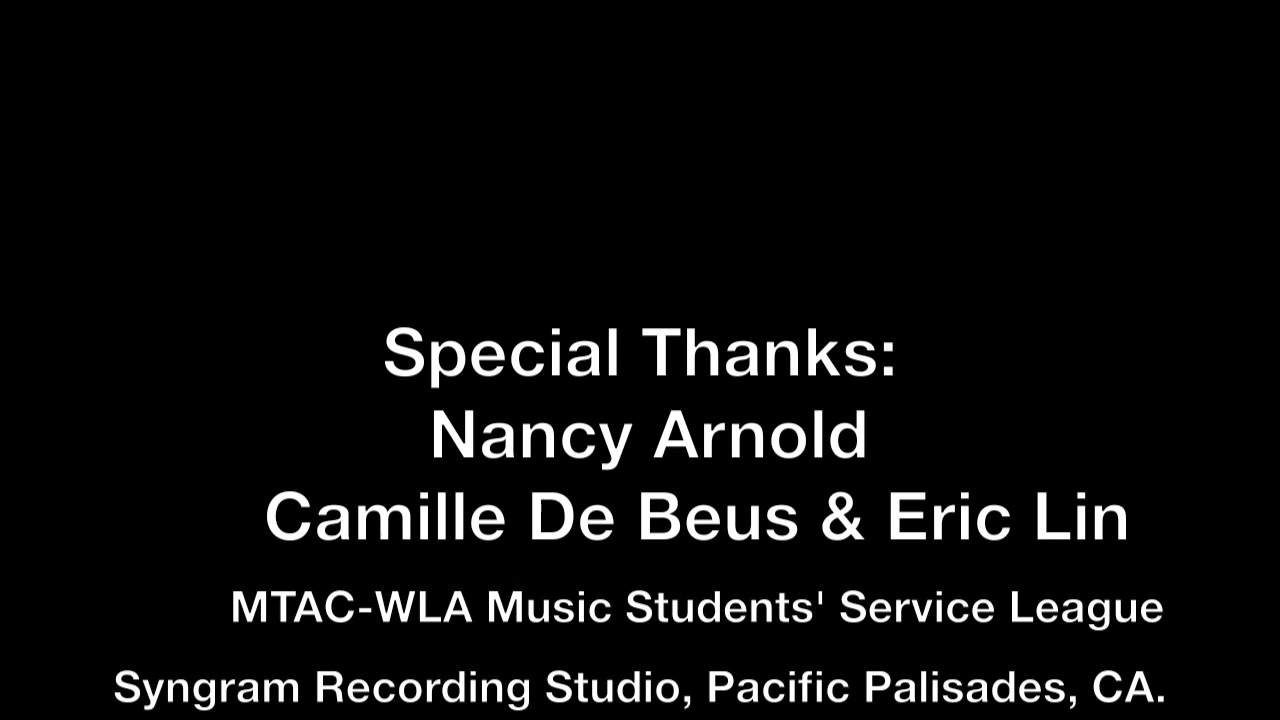 Special Thanks:
Nancy Arnold
Camille De Beus & Eric Lin
MTAC-WLA Music Students' Service League
Syngram Recording Studio, Pacific Palisades, CA.